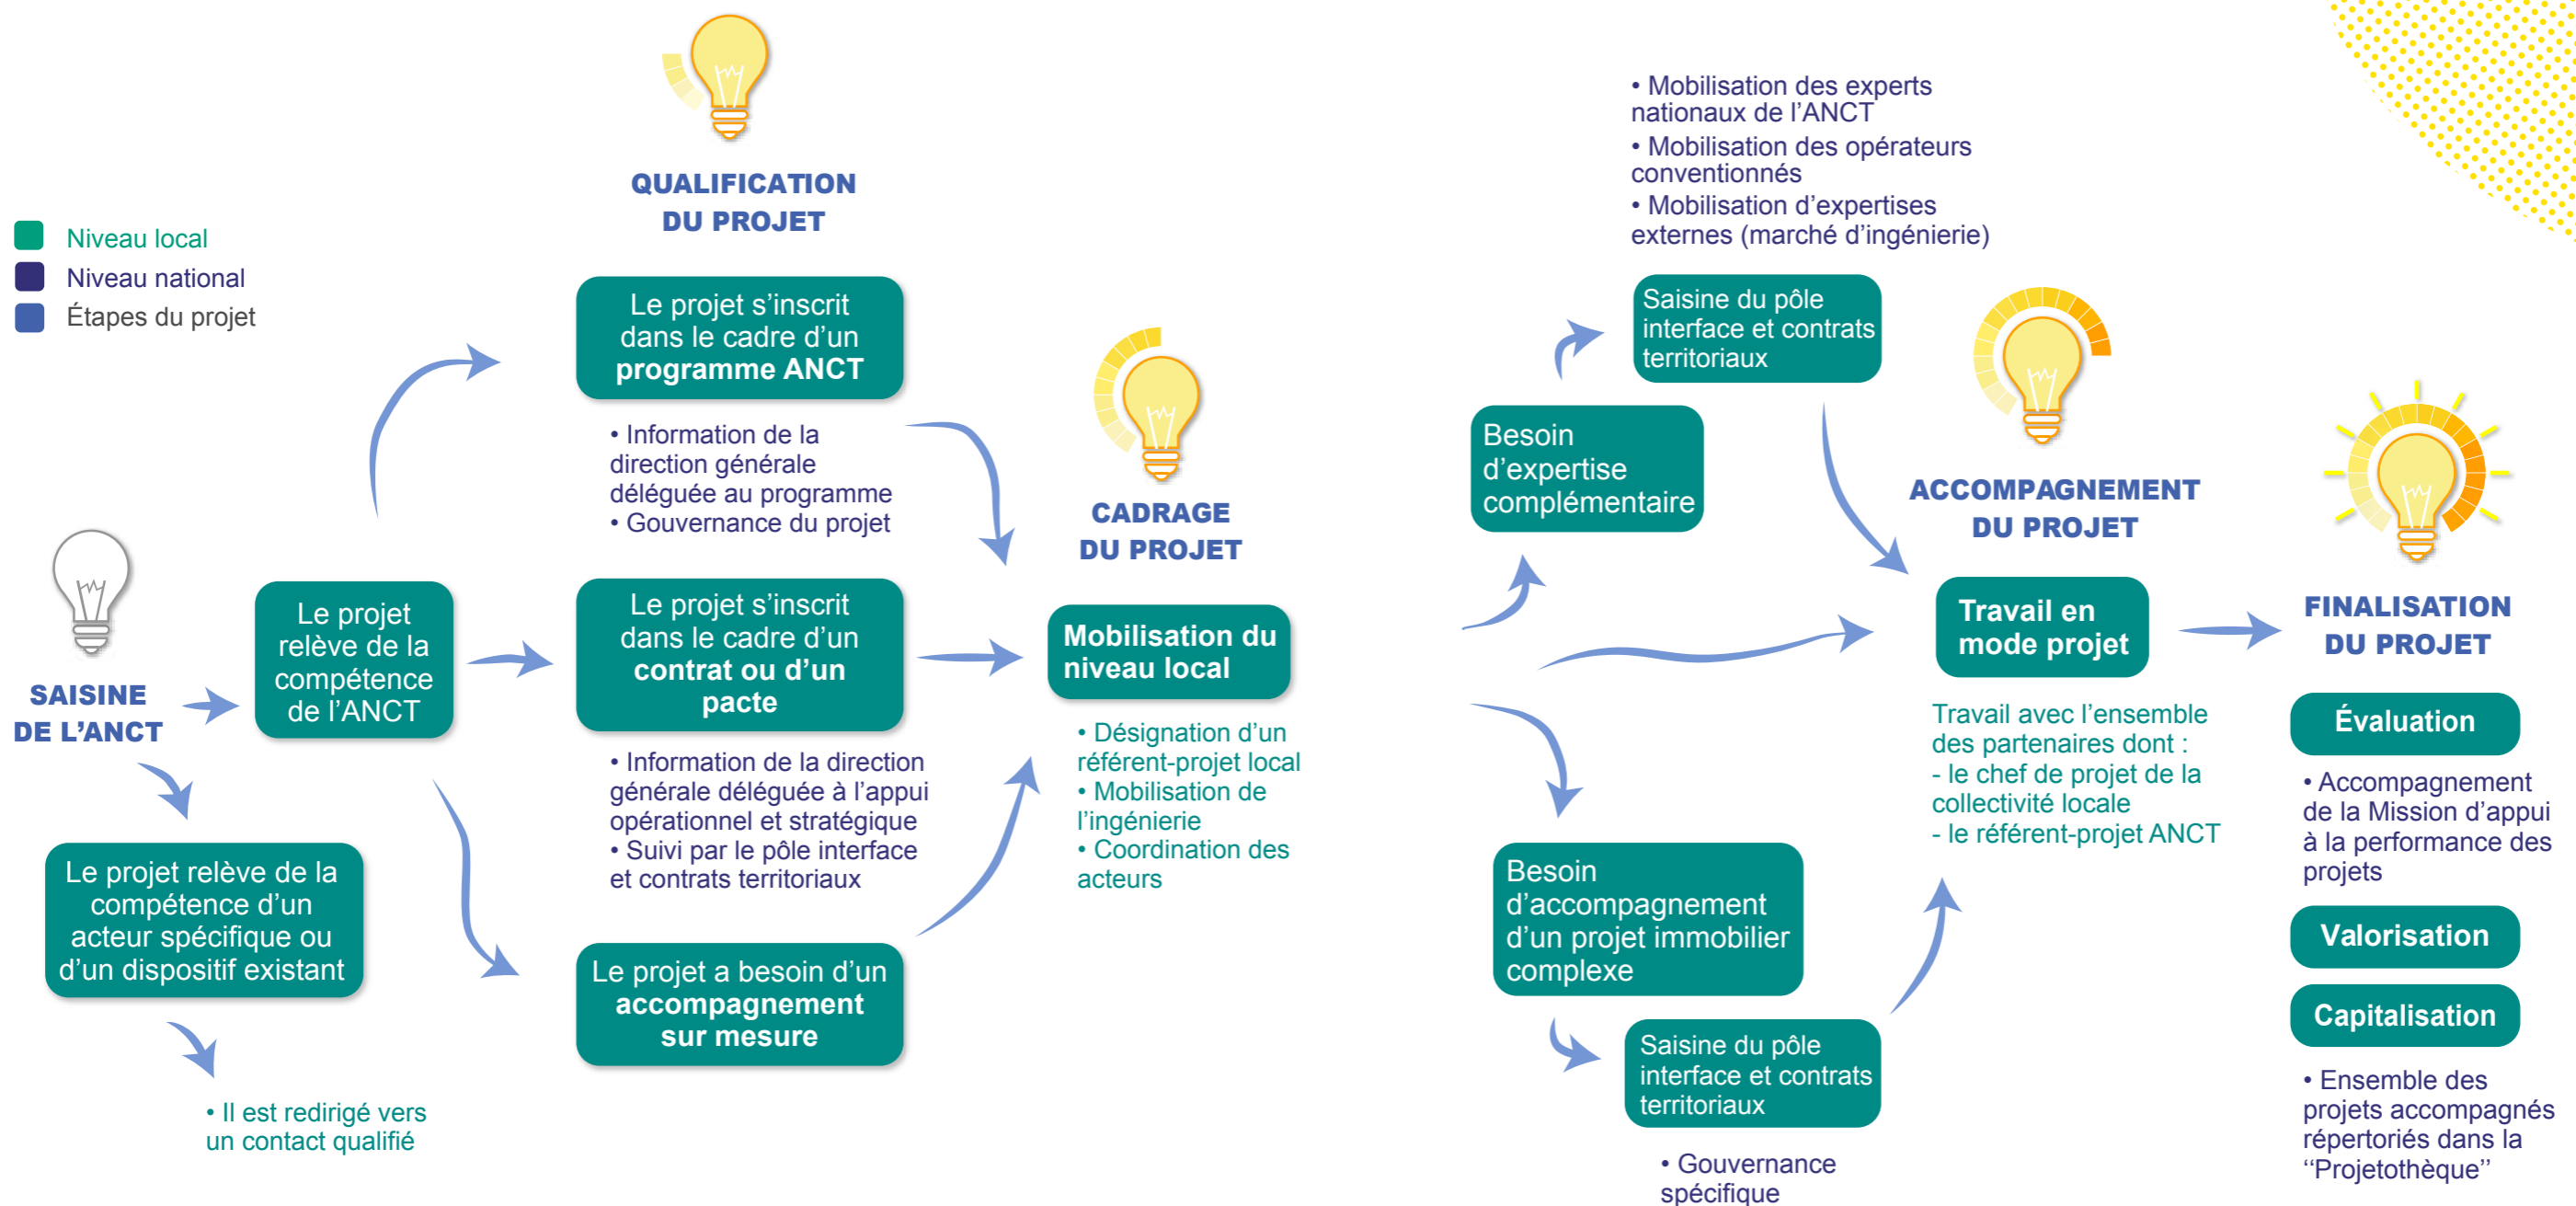 Niveau local
Niveau national
Étapes du projet
SAISINE
DE L’ANCT
Le projet
relève de la
compétence
de l’ANCT
Le projet relève de la
compétence d’un
acteur spécifique ou
d’un dispositif existant
• Il est redirigé vers
un contact qualifié
QUALIFICATION
DU PROJET
Le projet s’inscrit
dans le cadre d’un
programme ANCT
• Information de la
direction générale
déléguée au programme
• Gouvernance du projet
Le projet s’inscrit
dans le cadre d’un
contrat ou d’un
pacte
• Information de la direction
générale déléguée à l’appui
opérationnel et stratégique
• Suivi par le pôle interface
et contrats territoriaux
Le projet a besoin d’un
accompagnement
sur mesure
CADRAGE
DU PROJET
Mobilisation du
niveau local
• Désignation d’un
référent-projet local
• Mobilisation de
l’ingénierie
• Coordination des
acteurs
• Mobilisation des experts
nationaux de l’ANCT
• Mobilisation des opérateurs
conventionnés
• Mobilisation d’expertises
externes (marché d’ingénierie)
Saisine du pôle
interface et contrats
territoriaux
Besoin
d’expertise
complémentaire
Besoin
d’accompagnement
d’un projet immobilier
complexe
Saisine du pôle
interface et contrats
territoriaux
• Gouvernance
spécifique
ACCOMPAGNEMENT
DU PROJET
Travail en
mode projet
Travail avec l’ensemble
des partenaires dont :
- le chef de projet de la
collectivité locale
- le référent-projet ANCT
FINALISATION
DU PROJET
Évaluation
• Accompagnement
de la Mission d’appui
à la performance des
projets
Valorisation
Capitalisation
• Ensemble des
projets accompagnés
répertoriés dans la
‘‘Projetothèque’’